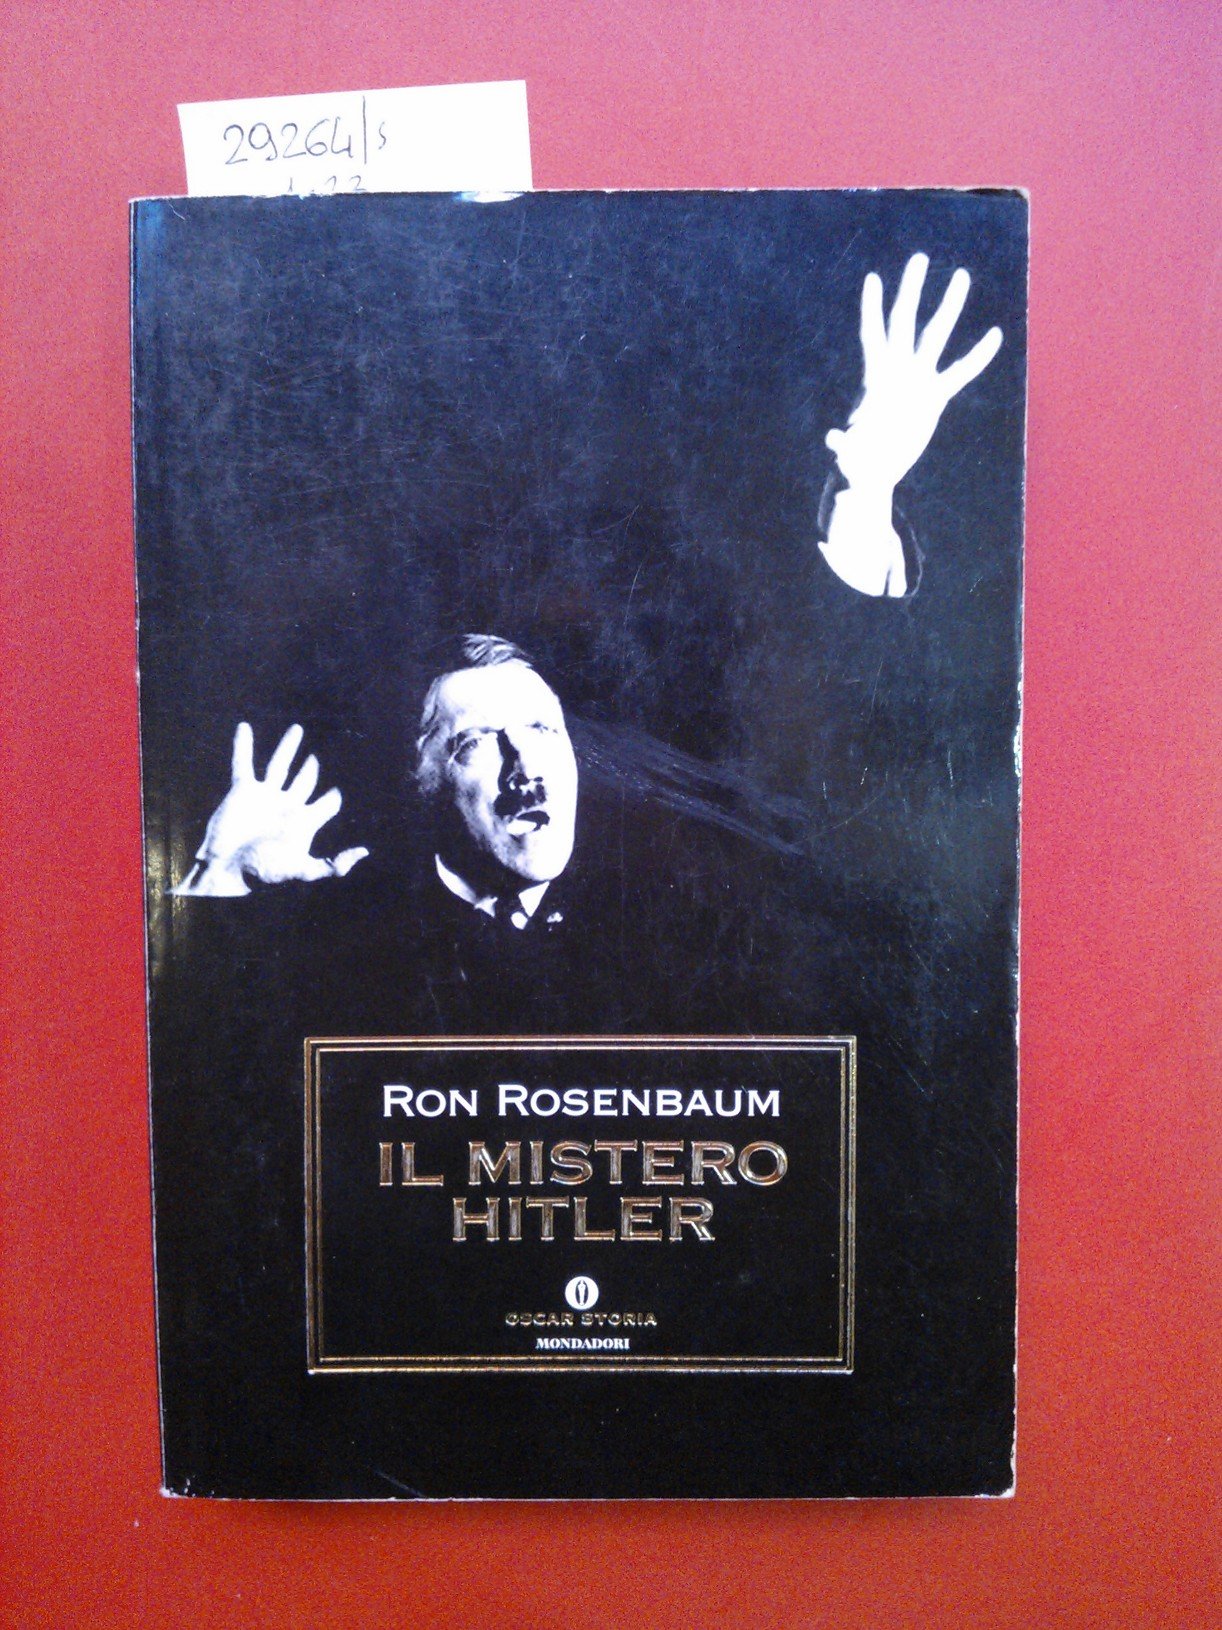 29264/s
RON ROSENBAUM
IL MISTERO
HITLER
OSCAR STORIA
MONDADORI